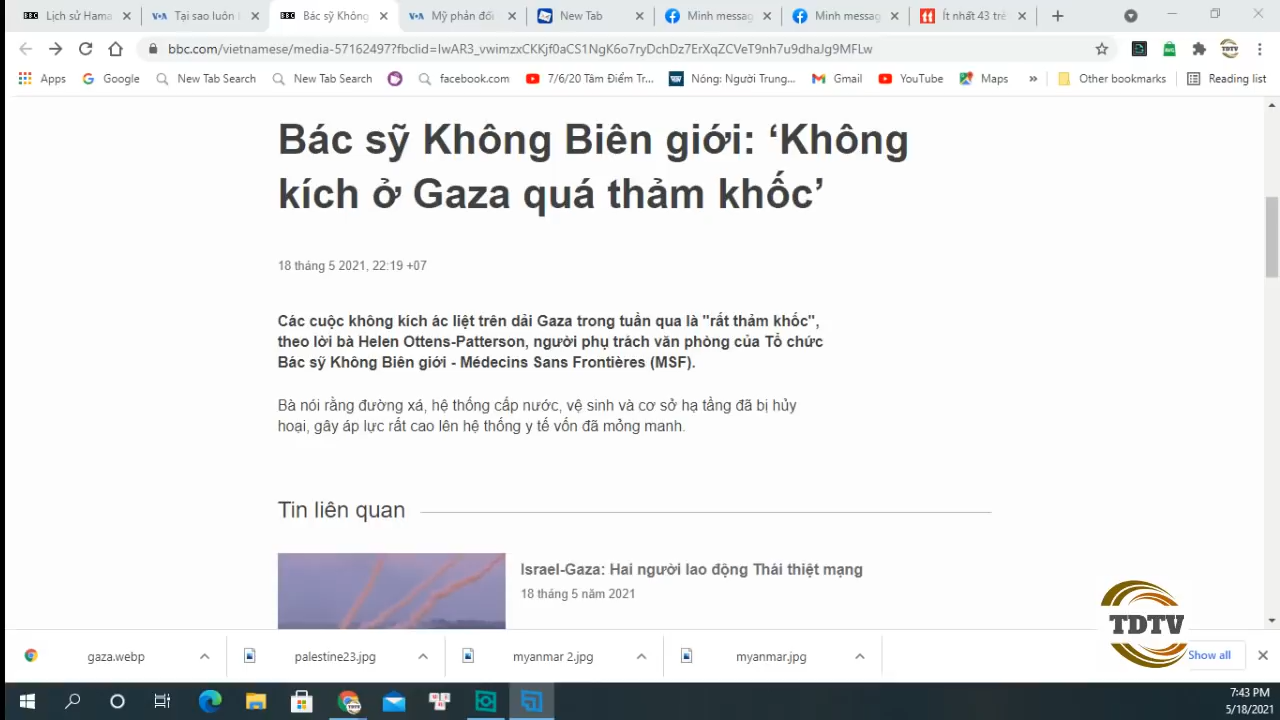 Lịch sử Hama
Tại sao luôn l
Bác sỹ Không
Mỹ phản đối
New Tab
Minh messag
Minh messag
Ít nhất 43 trẻ
bbc.com/vietnamese/media-57162497?fbclid=IwAR3_vwimzxCKKjf0aCS1NgK6o7ryDchDz7ErXqZCVeT9nh7u9dhaJg9MFLw
Apps
Google
New Tab Search
New Tab Search
facebook.com
7/6/20 Tâm Điểm Tr...
Nóng: Người Trung...
Gmail
YouTube
Maps
»
Other bookmarks
Reading list
Bác sỹ Không Biên giới: ‘Không
kích ở Gaza quá thảm khốc’
18 tháng 5 2021, 22:19 +07
Các cuộc không kích ác liệt trên dải Gaza trong tuần qua là "rất thảm khốc",
theo lời bà Helen Ottens-Patterson, người phụ trách văn phòng của Tổ chức
Bác sỹ Không Biên giới - Médecins Sans Frontières (MSF).
Bà nói rằng đường xá, hệ thống cấp nước, vệ sinh và cơ sở hạ tầng đã bị hủy
hoại, gây áp lực rất cao lên hệ thống y tế vốn đã mỏng manh.
Tin liên quan
Israel-Gaza: Hai người lao động Thái thiệt mạng
18 tháng 5 năm 2021
TDTV
gaza.webp
palestine23.jpg
myanmar 2.jpg
myanmar.jpg
Show all
7:43 PM
5/18/2021